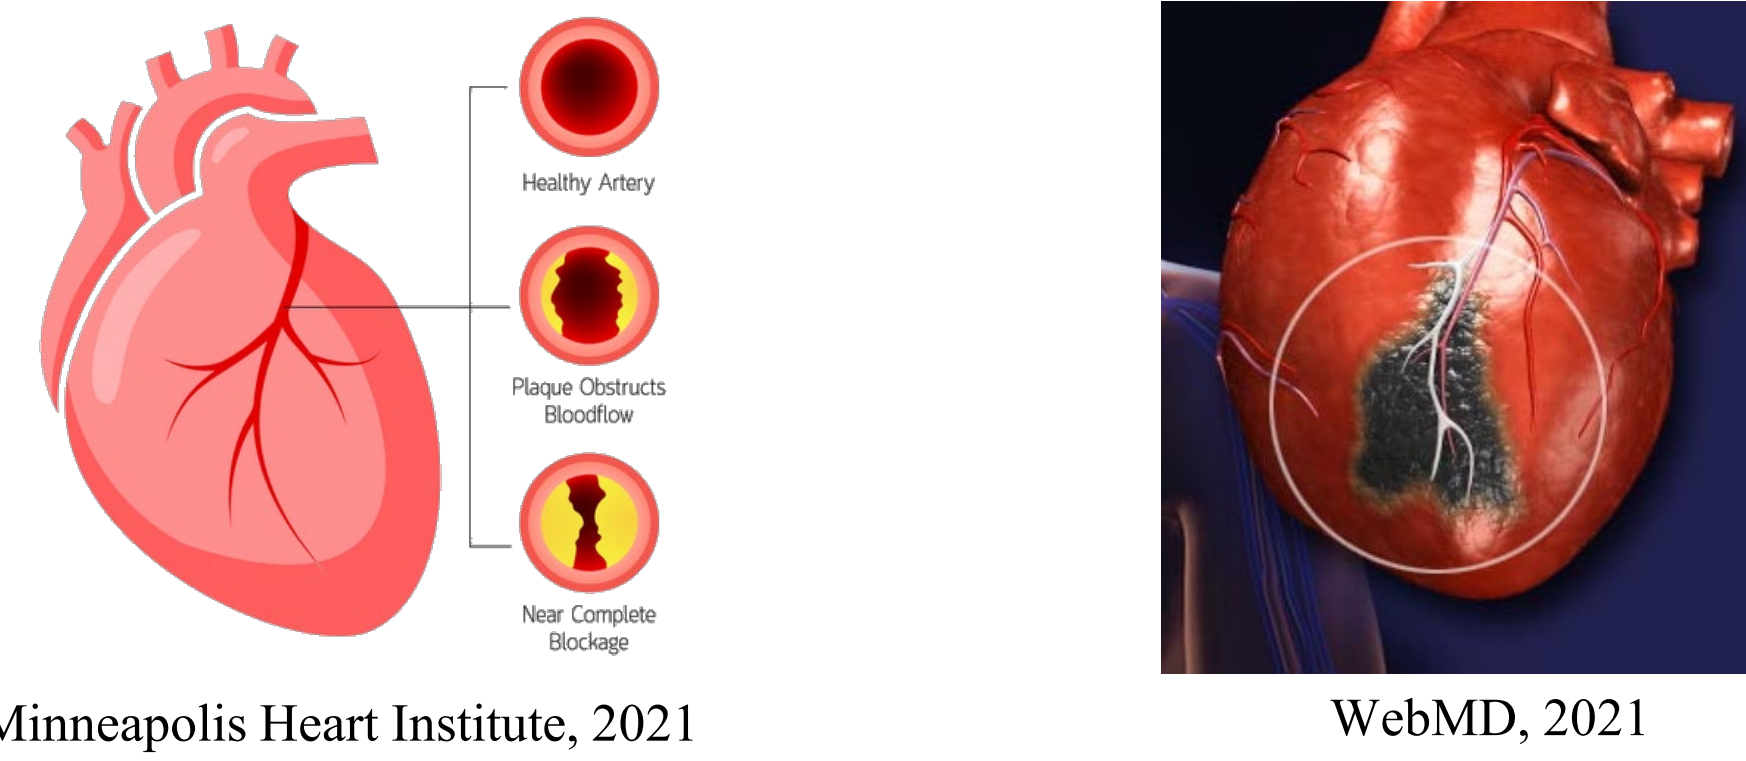 Healthy Artery
Plaque Obstructs
Bloodflow
Near Complete
Blockage
Minneapolis Heart Institute, 2021
WebMD, 2021